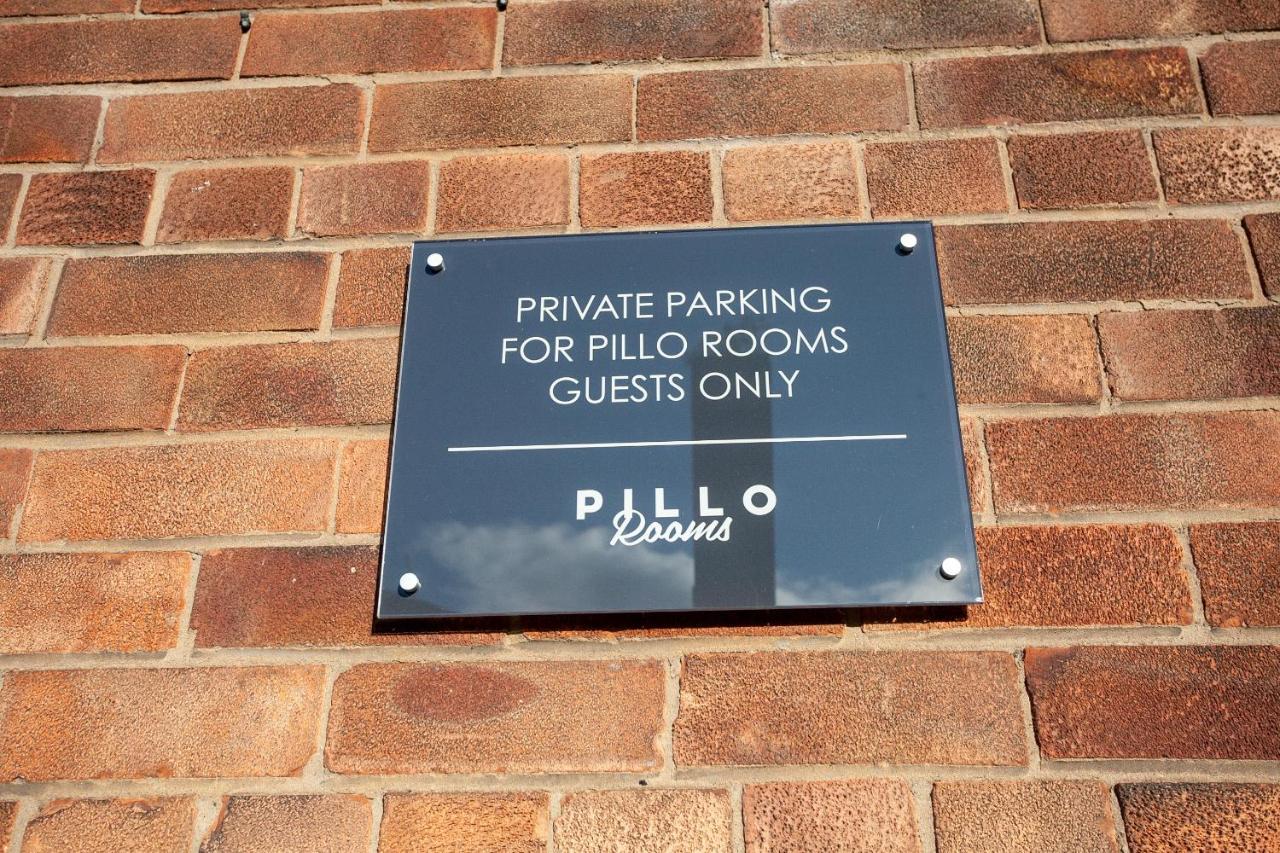 PRIVATE PARKING
FOR PILLO ROOMS
GUESTS ONLY
PILLO
Rooms